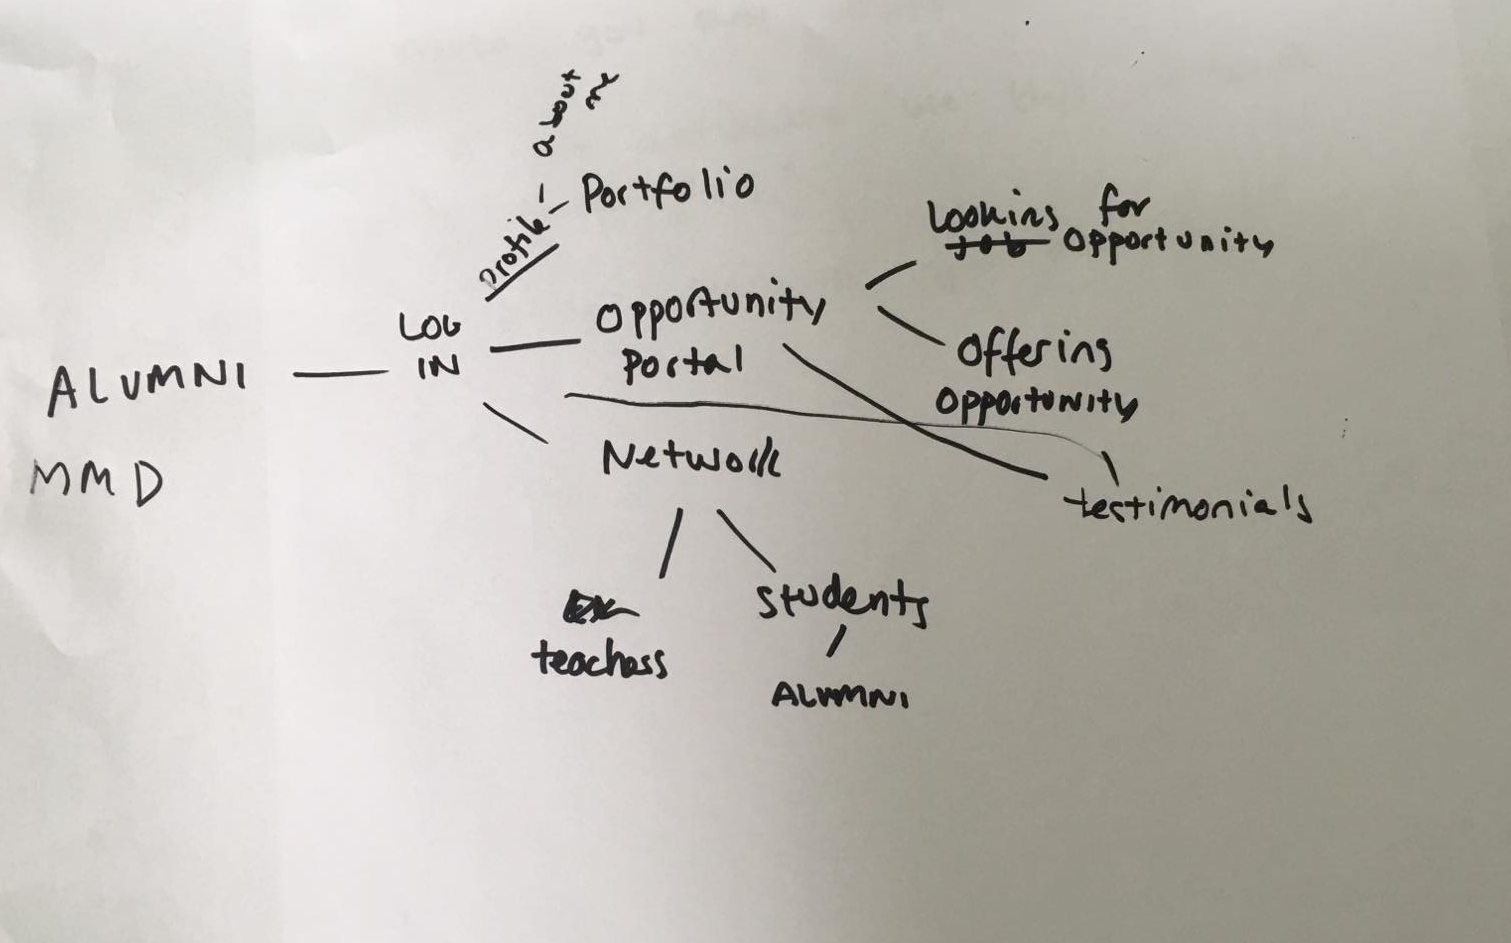 about
me
Portfolio
profile
Looking for
Job Opportunity
LOG
IN
Opportunity
Portal
Offering
Opportunity
ALUMNI
MMD
Network
testimonials
students
teachers
ALUMNI